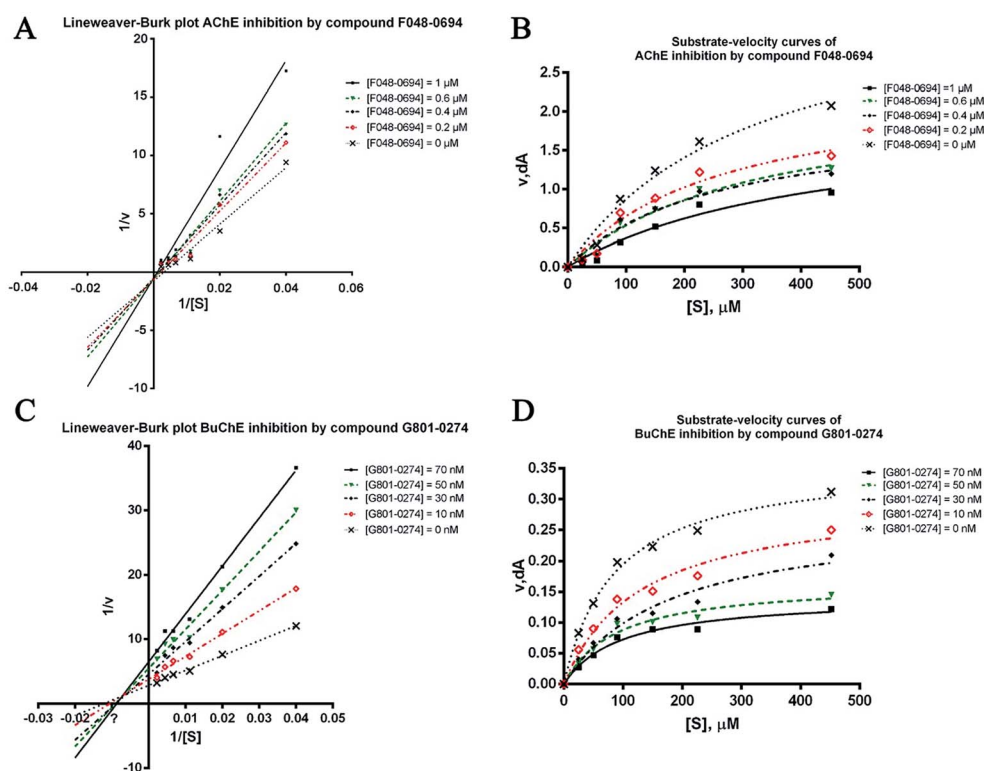 A
Lineweaver-Burk plot AChE inhibition by compound F048-0694
20
15
10
5
-5
-10
-0.04
-0.02
0.02
0.04
0.06
1/v
1/[S]
[F048-0694] = 1 µM
[F048-0694] = 0.6 µM
[F048-0694] = 0.4 µM
[F048-0694] = 0.2 µM
[F048-0694] = 0 µM
B
Substrate-velocity curves of
AChE inhibition by compound F048-0694
2.5
2.0
1.5
1.0
0.5
0.0
0
100
200
300
400
500
v,dA
[S], µM
[F048-0694] =1 µM
[F048-0694] = 0.6 µM
[F048-0694] = 0.4 µM
[F048-0694] = 0.2 µM
[F048-0694] = 0 µM
C
Lineweaver-Burk plot BuChE inhibition by compound G801-0274
40
30
20
10
-10
-0.03
-0.02
?
0.01
0.02
0.03
0.04
0.05
1/v
1/[S]
[G801-0274] = 70 nM
[G801-0274] = 50 nM
[G801-0274] = 30 nM
[G801-0274] = 10 nM
[G801-0274] = 0 nM
D
Substrate-velocity curves of
BuChE inhibition by compound G801-0274
0.35
0.30
0.25
0.20
0.15
0.10
0.05
0.00
0
100
200
300
400
500
v,dA
[S], µM
[G801-0274] = 70 nM
[G801-0274] = 50 nM
[G801-0274] = 30 nM
[G801-0274] = 10 nM
[G801-0274] = 0 nM